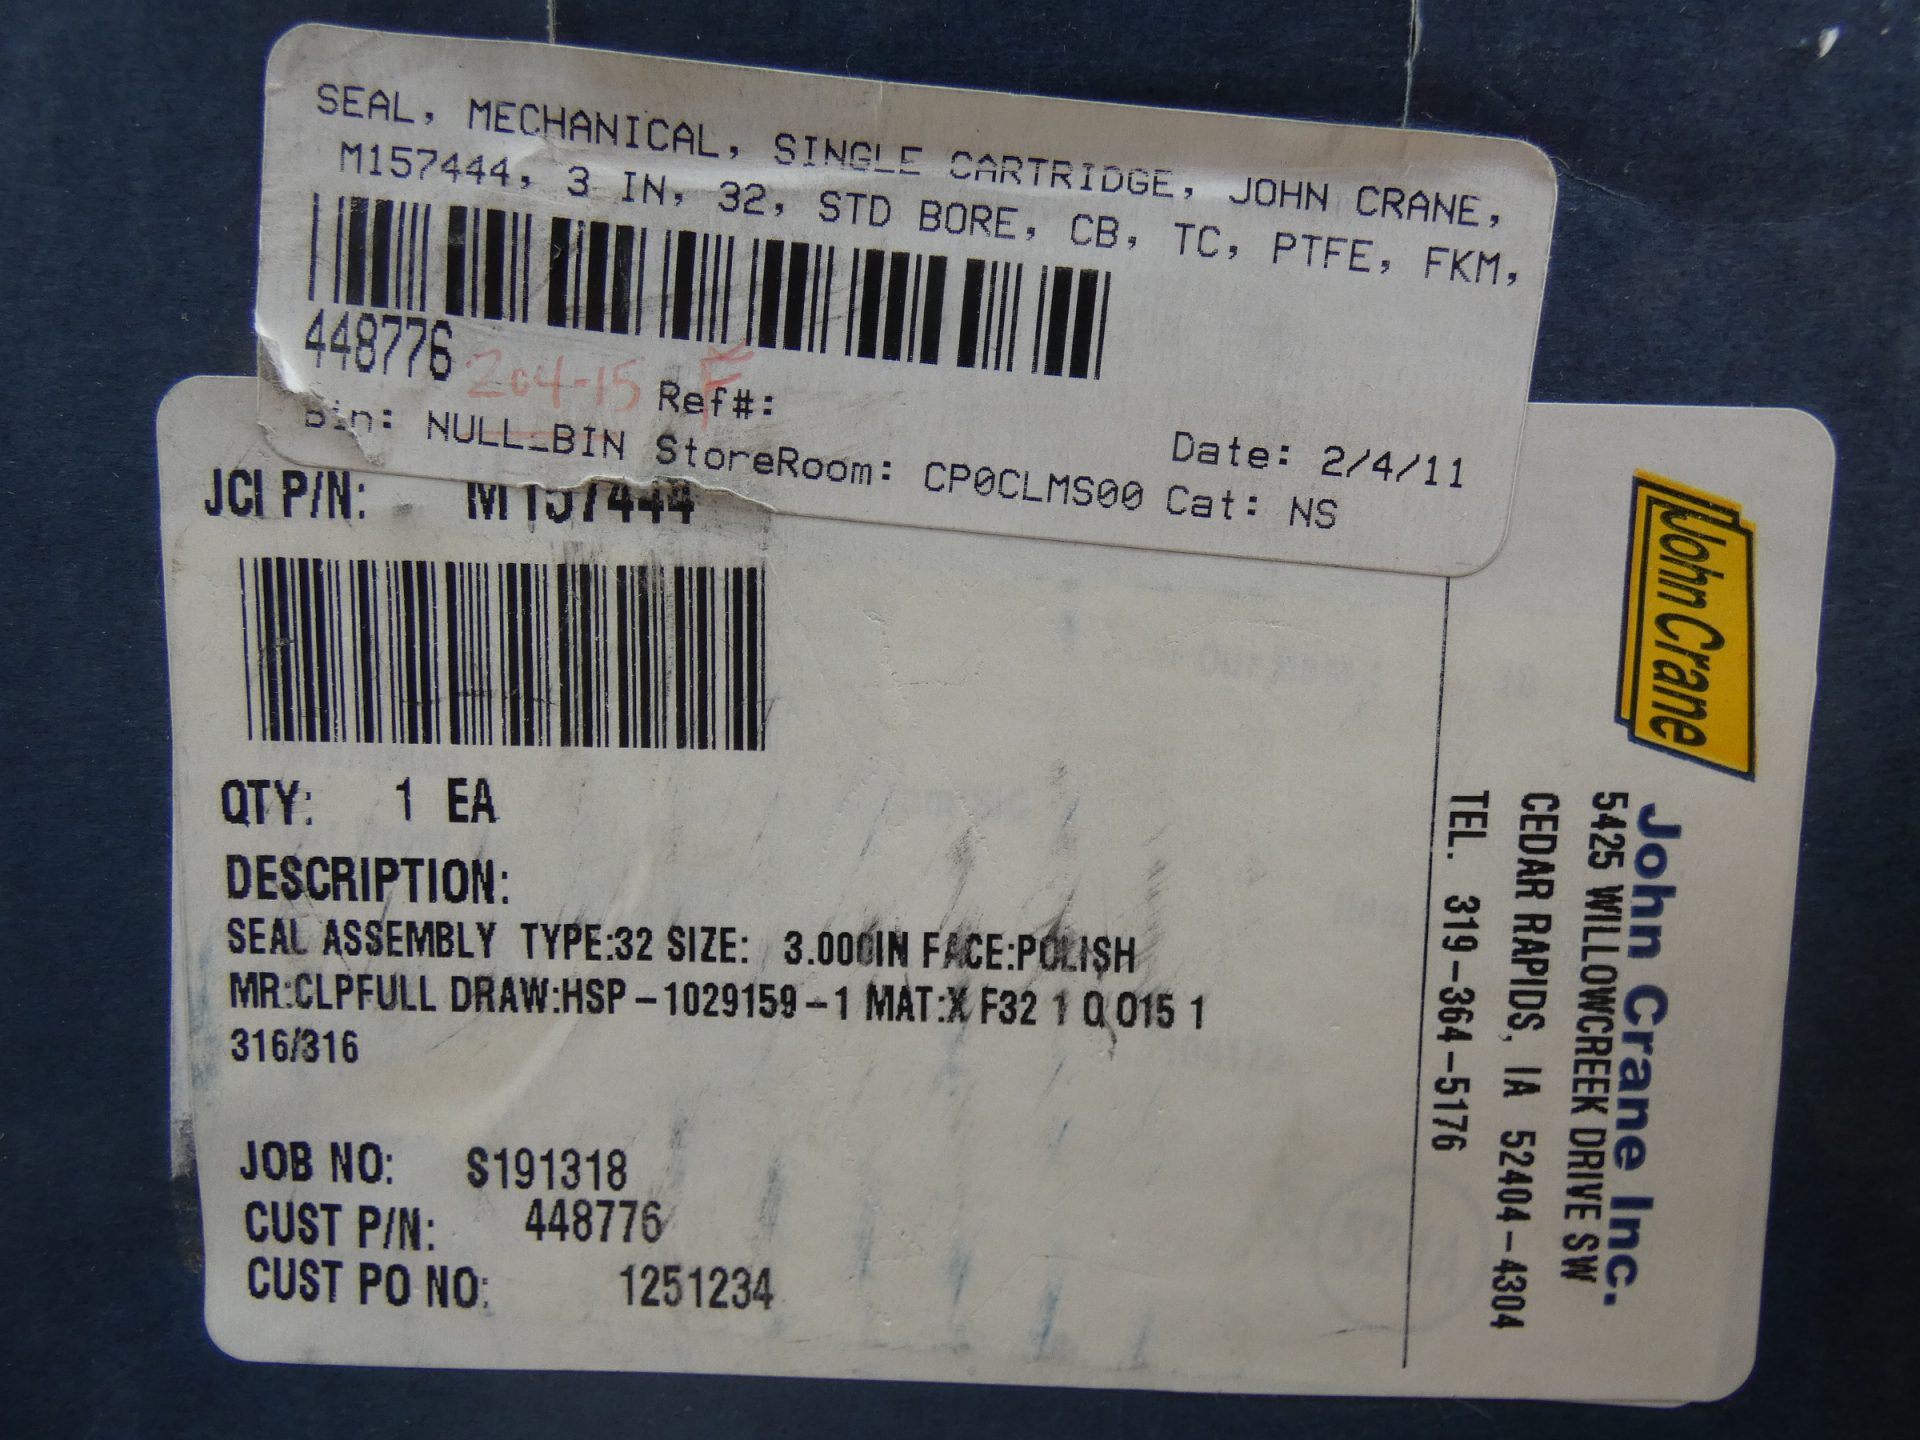 SEAL, MECHANICAL, SINGLE CARTRIDGE, JOHN CRANE,
M157444, 3 IN, 32, STD BORE, CB, TC, PTFE, FKM,
448776
204-15 F
Ref#:
Date: 2/4/11
Bin: NULL_BIN StoreRoom: CP0CLMS00 Cat: NS
JCI P/N: M157444
QTY: 1 EA
DESCRIPTION:
SEAL ASSEMBLY TYPE:32 SIZE: 3.000IN FACE:POLISH
MR:CLPFULL DRAW:HSP-1029159-1 MAT:X F32 1 O O15 1
316/316
JOB NO: S191318
CUST P/N: 448776
CUST PO NO: 1251234
John Crane
John Crane Inc.
5425 WILLOWCREEK DRIVE SW
CEDAR RAPIDS, IA 52404-4304
TEL. 319-364-5176